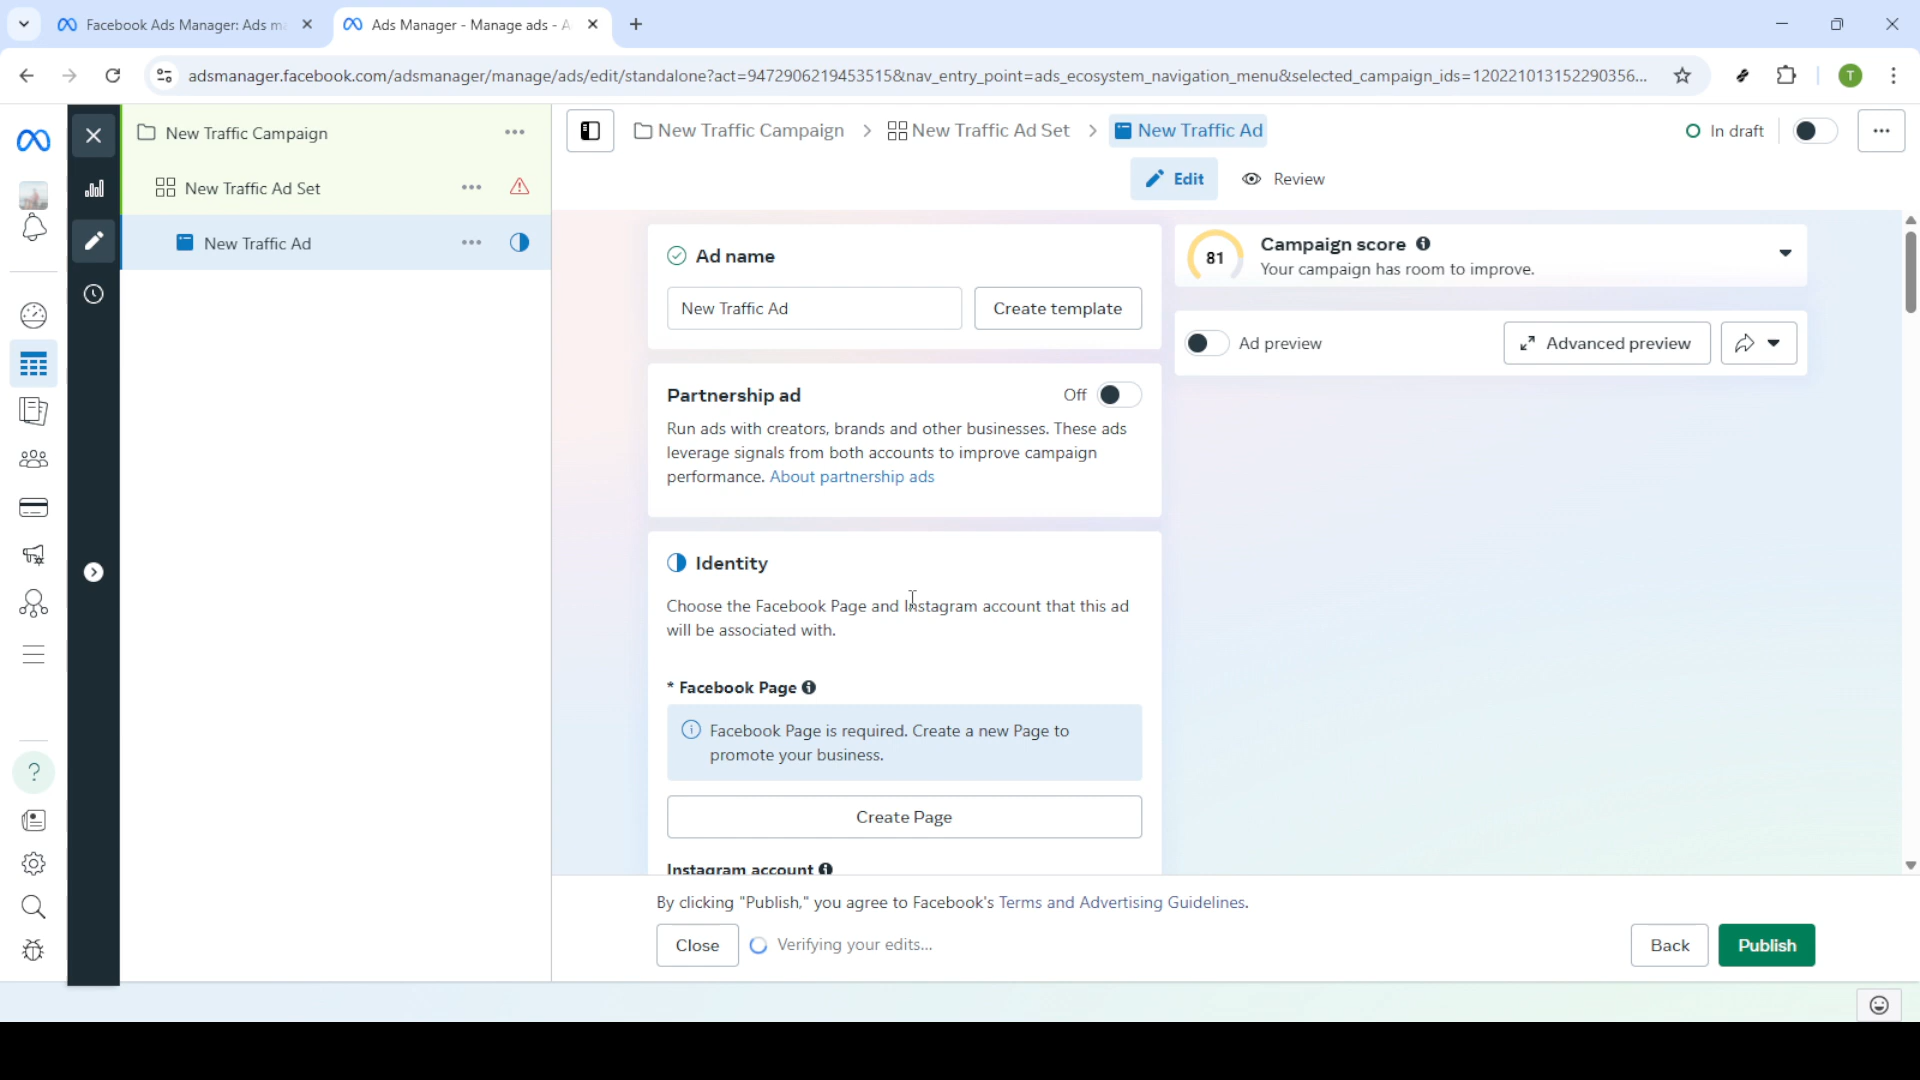 Facebook Ads Manager: Ads ma
Ads Manager - Manage ads - A
adsmanager.facebook.com/adsmanager/manage/ads/edit/standalone?act=9472906219453515&nav_entry_point=ads_ecosystem_navigation_menu&selected_campaign_ids=120221013152290356...
T
New Traffic Campaign
New Traffic Ad Set
New Traffic Ad
New Traffic Campaign > New Traffic Ad Set > New Traffic Ad
In draft
Edit
Review
Ad name
New Traffic Ad
Create template
Partnership ad
Off
Run ads with creators, brands and other businesses. These ads
leverage signals from both accounts to improve campaign
performance. About partnership ads
Identity
Choose the Facebook Page and Instagram account that this ad
will be associated with.
* Facebook Page
Facebook Page is required. Create a new Page to
promote your business.
Create Page
Instagram account
81
Campaign score
Your campaign has room to improve.
Ad preview
Advanced preview
By clicking "Publish," you agree to Facebook's Terms and Advertising Guidelines.
Close
Verifying your edits...
Back
Publish